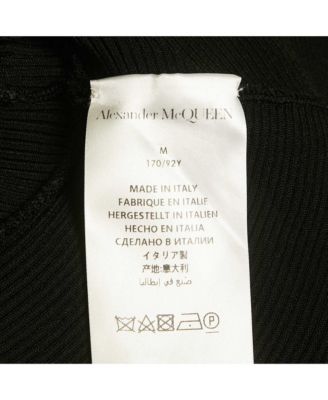 Alexander McQUEEN
M
170/92Y
MADE IN ITALY
FABRIQUE EN ITALIE
HERGESTELLT IN ITALIEN
HECHO EN ITALIA
СДЕЛАНО В ИТАЛИИ
イタリア製
产地:意大利
صنع في إيطاليا
P